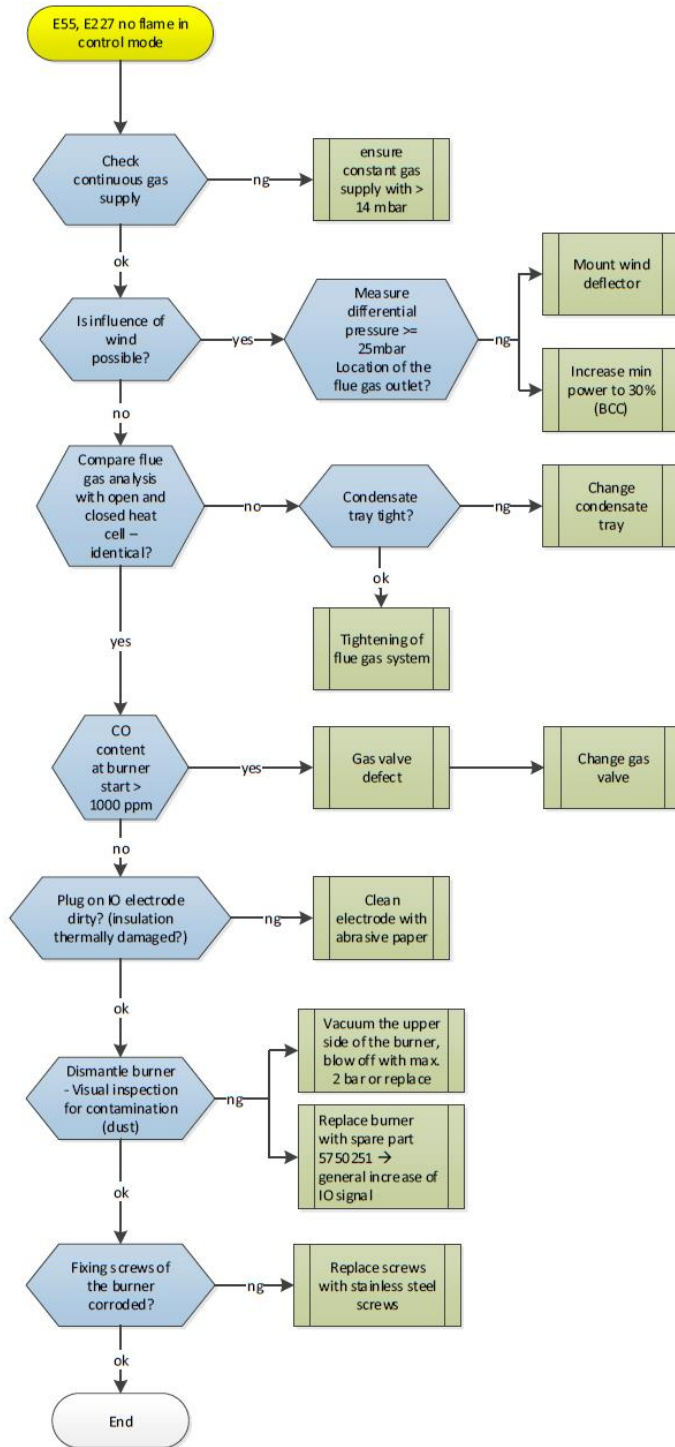 E55, E227 no flame in
control mode
Check
continuous gas
supply
ng
ensure
constant gas
supply with >
14 mbar
ok
Is influence of
wind
possible?
yes
Measure
differential
pressure >=
25mbar
Location of the
flue gas outlet?
ng
Mount wind
deflector
Increase min
power to 30%
(BCC)
no
Compare flue
gas analysis
with open and
closed heat
cell –
identical?
no
Condensate
tray tight?
ng
Change
condensate
tray
ok
Tightening of
flue gas system
yes
CO
content
at burner
start >
1000 ppm
yes
Gas valve
defect
Change gas
valve
no
Plug on IO electrode
dirty? (insulation
thermally damaged?)
ng
Clean
electrode with
abrasive paper
ok
Dismantle burner
- Visual inspection
for contamination
(dust)
ng
Vacuum the upper
side of the burner,
blow off with max.
2 bar or replace
Replace burner
with spare part
5750251 →
general increase of
IO signal
ok
Fixing screws of
the burner
corroded?
ng
Replace screws
with stainless steel
screws
ok
End